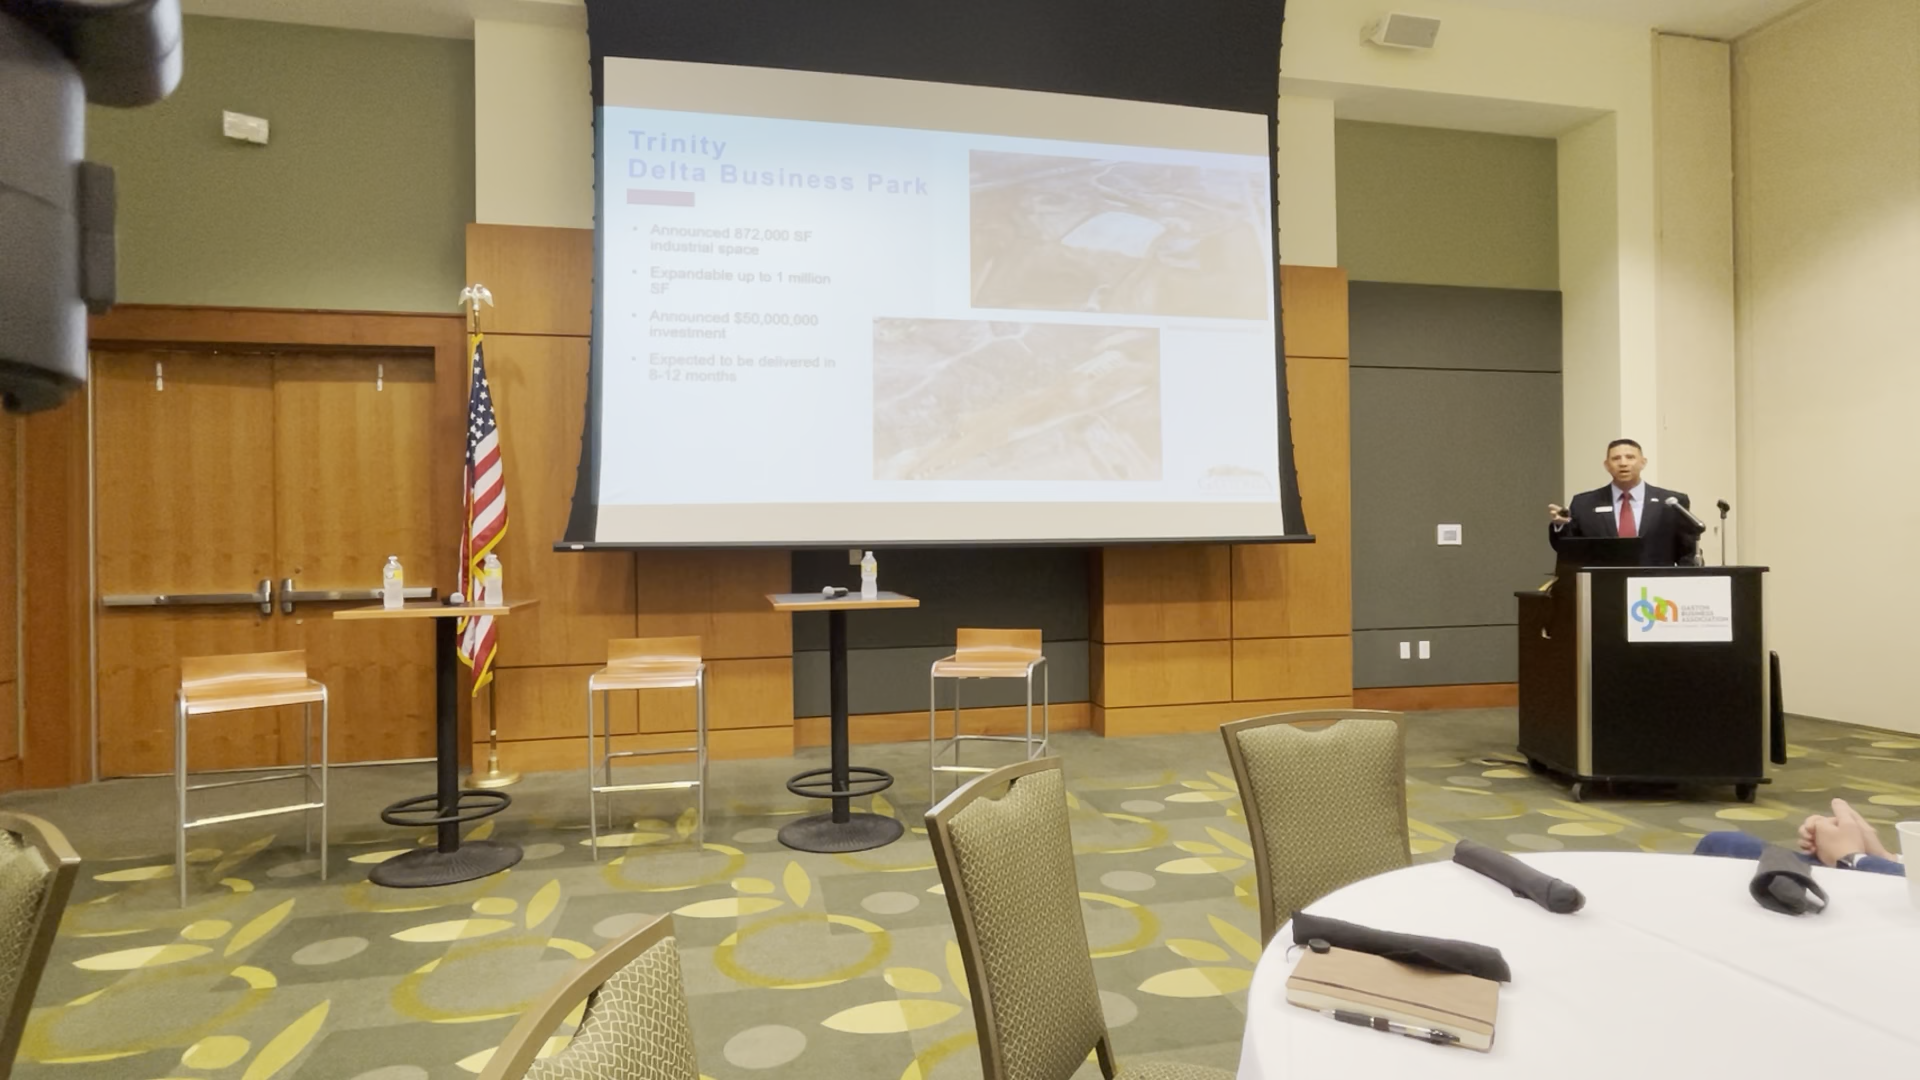 Trinity
Delta Business Park
• Announced 872,000 SF
industrial space
• Expandable up to 1 million
SF
• Announced $50,000,000
investment
• Expected to be delivered in
8-12 months
gba
GASTON
BUSINESS
ASSOCIATION